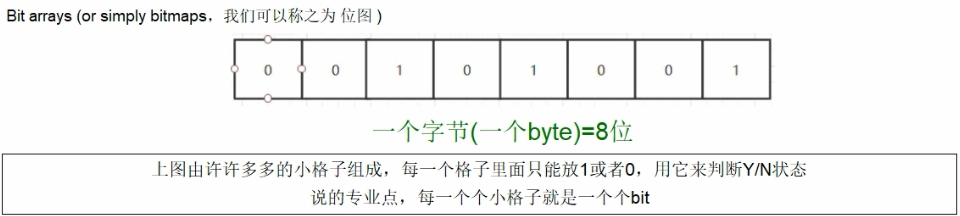 Bit arrays (or simply bitmaps，我们可以称之为 位图 )
0 0 1 0 1 0 0 1
一个字节(一个byte)=8位
上图由许许多多的小格子组成，每一个格子里面只能放1或者0，用它来判断Y/N状态
说的专业点，每一个个小格子就是一个个bit